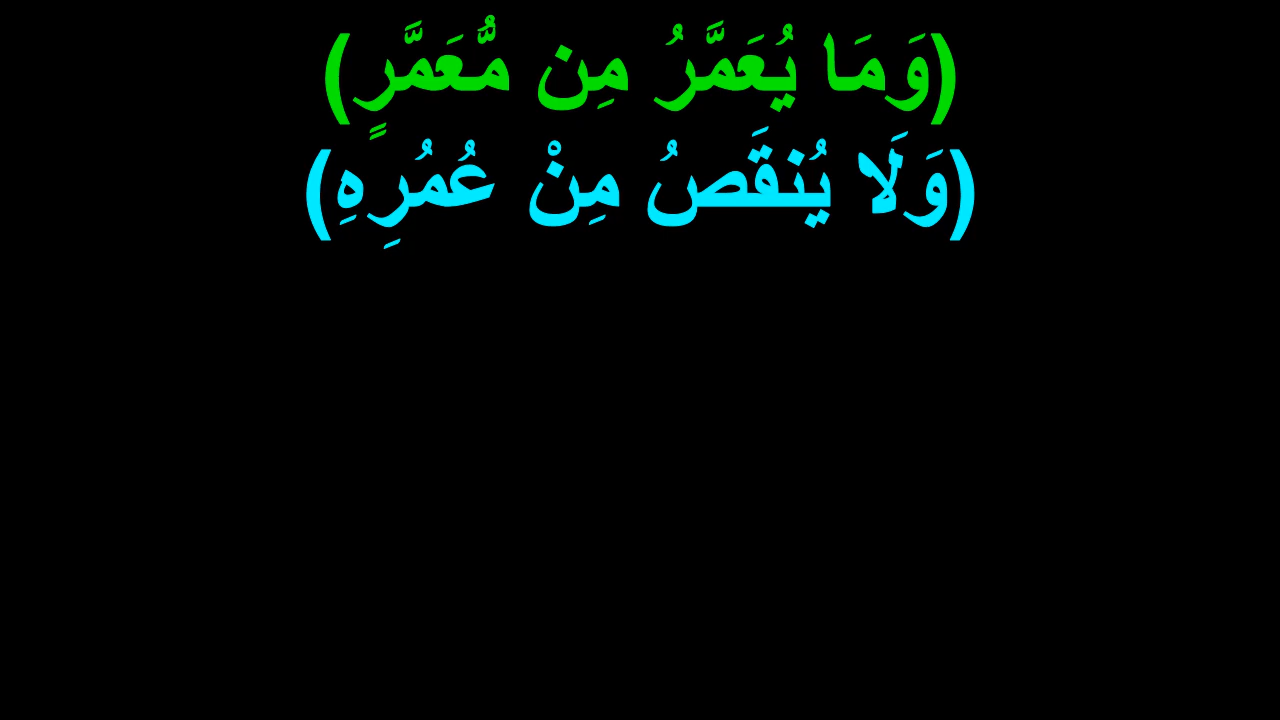 (وَمَا يُعَمَّرُ مِن مُّعَمَّرٍ)
(وَلَا يُنقَصُ مِنْ عُمُرِهِ)